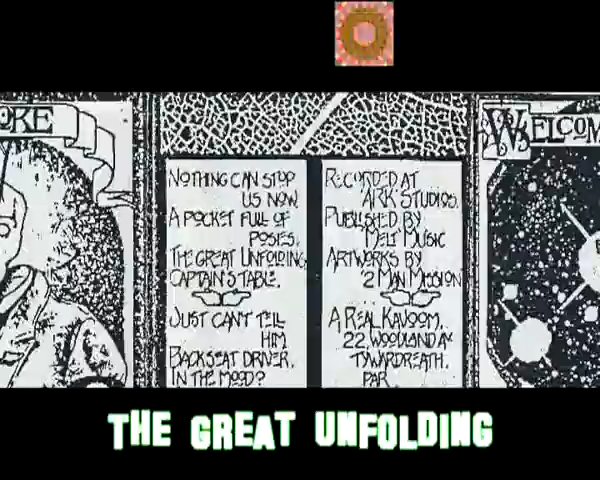 ORE
WELCOM
NOTHING CAN STOP
US NOW.
A POCKET FULL OF
POSIES.
THE GREAT UNFOLDING
CAPTAIN'S TABLE.
JUST CAN'T TELL
HIM
BACKSEAT DRIVER.
IN THE MOOD?
RECORDED AT
ARK STUDIOS.
PUBLISHED BY
MELT MUSIC
ARTWORKS BY
'2 MAN MISSION
A REAL KAVOOM.
22, WOODLAND AV
TYWARDREATH.
PAR
THE GREAT UNFOLDING